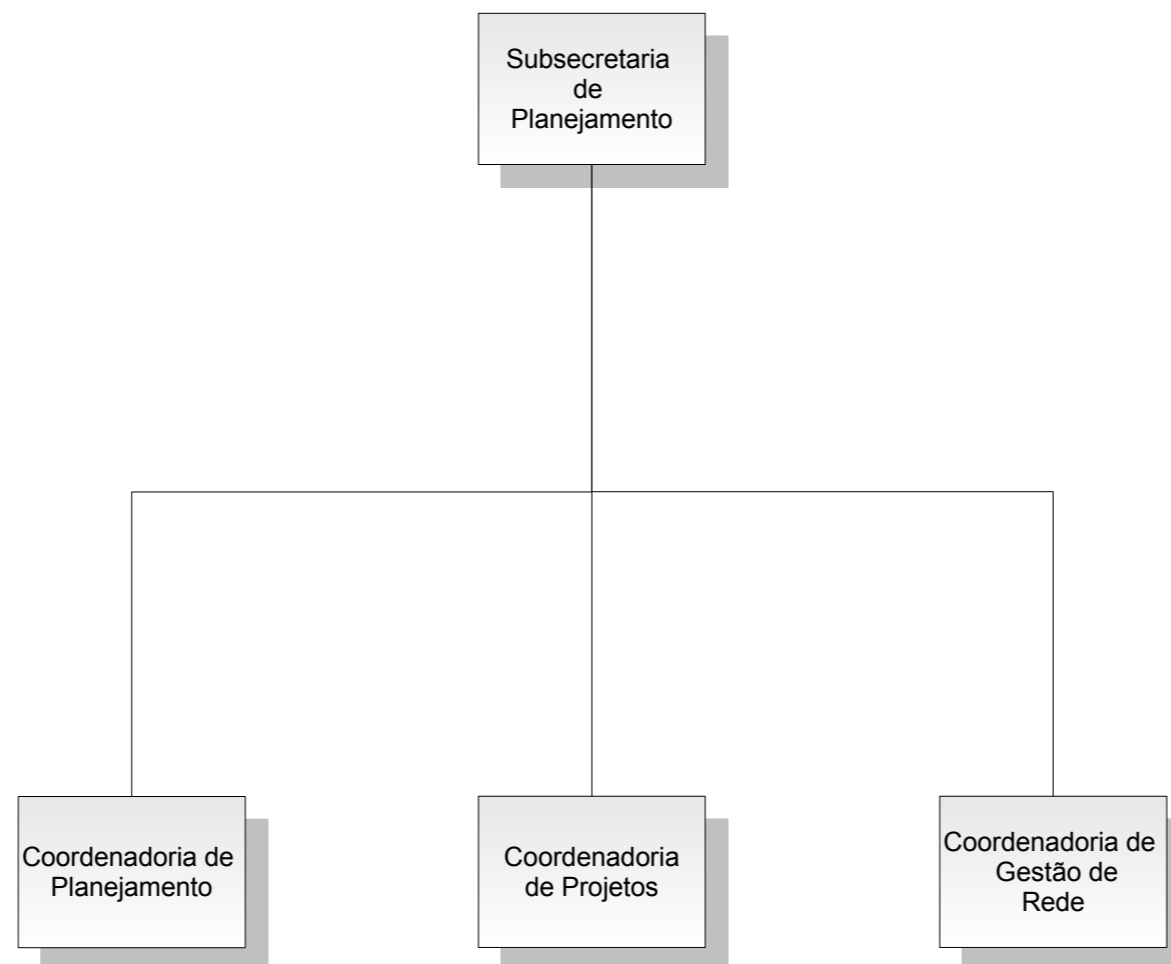 Subsecretaria
de
Planejamento
Coordenadoria de
Planejamento
Coordenadoria
de Projetos
Coordenadoria de
Gestão de
Rede